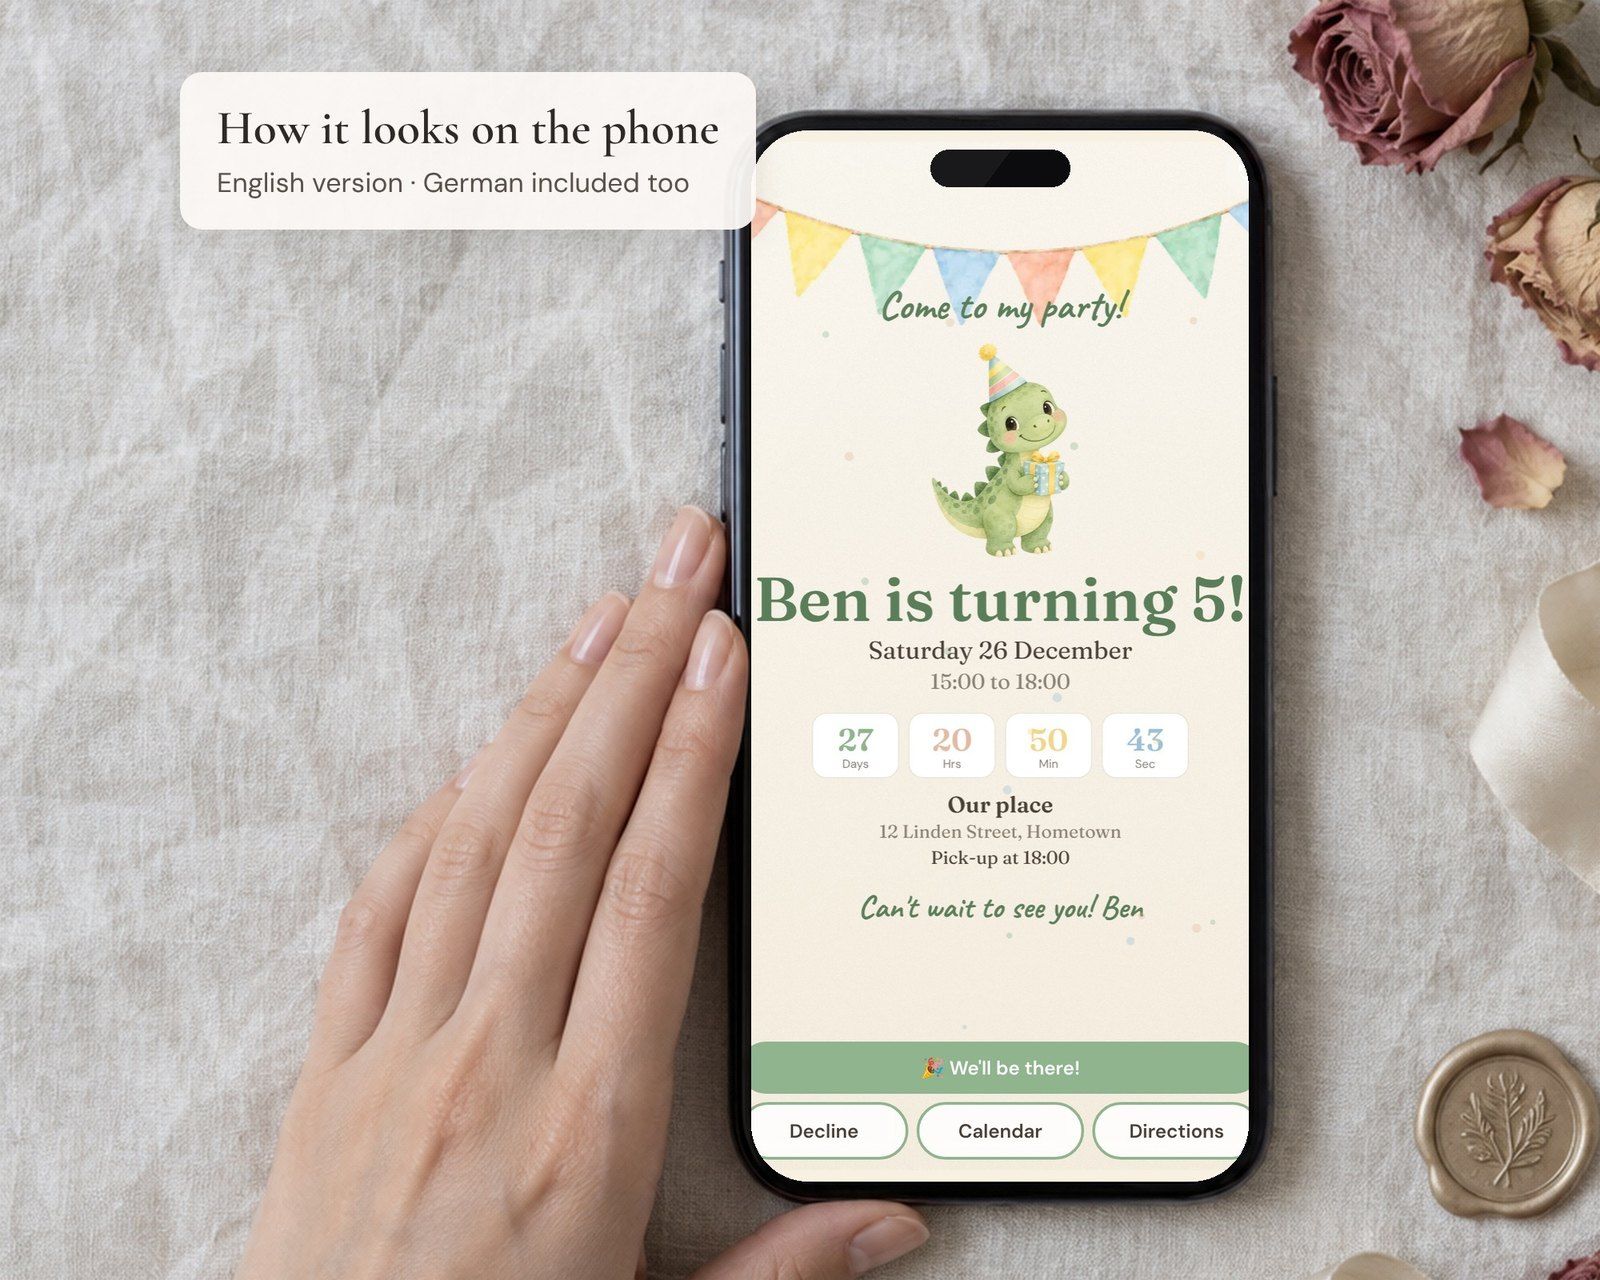 How it looks on the phone
English version · German included too
Come to my party!
Ben is turning 5!
Saturday 26 December
15:00 to 18:00
27 20 50 43
Days Hrs Min Sec
Our place
12 Linden Street, Hometown
Pick-up at 18:00
Can't wait to see you! Ben
🎉 We'll be there!
Decline Calendar Directions